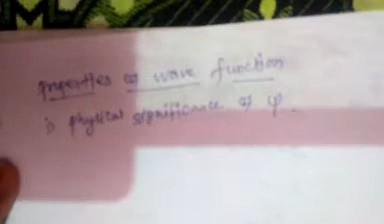 properties of wave function
i) physical significance of ψ.